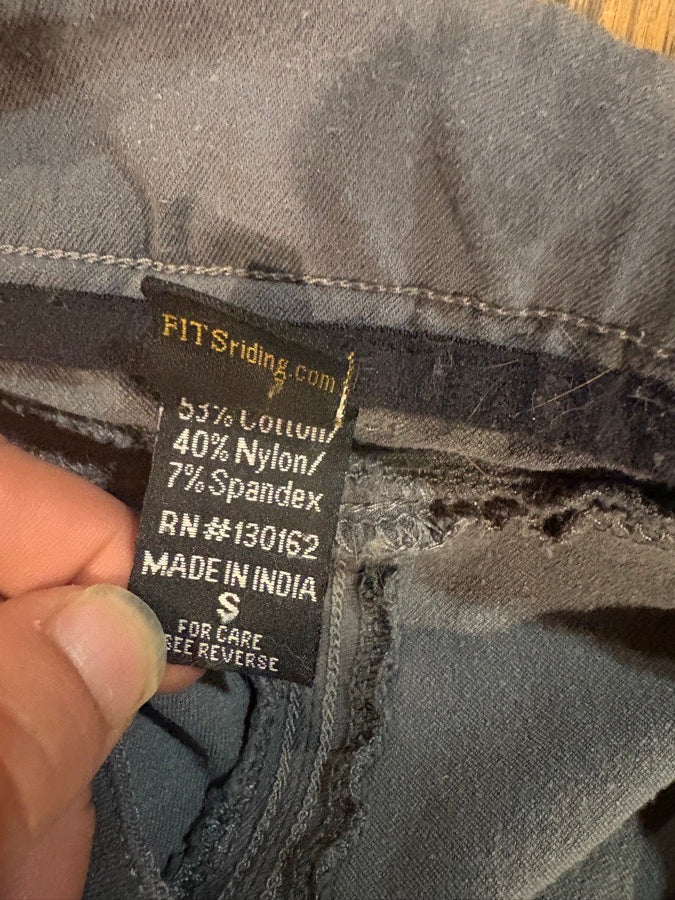 FITSriding.com
53% Cotton/
40% Nylon/
7% Spandex
RN#130162
MADE IN INDIA
S
FOR CARE
SEE REVERSE